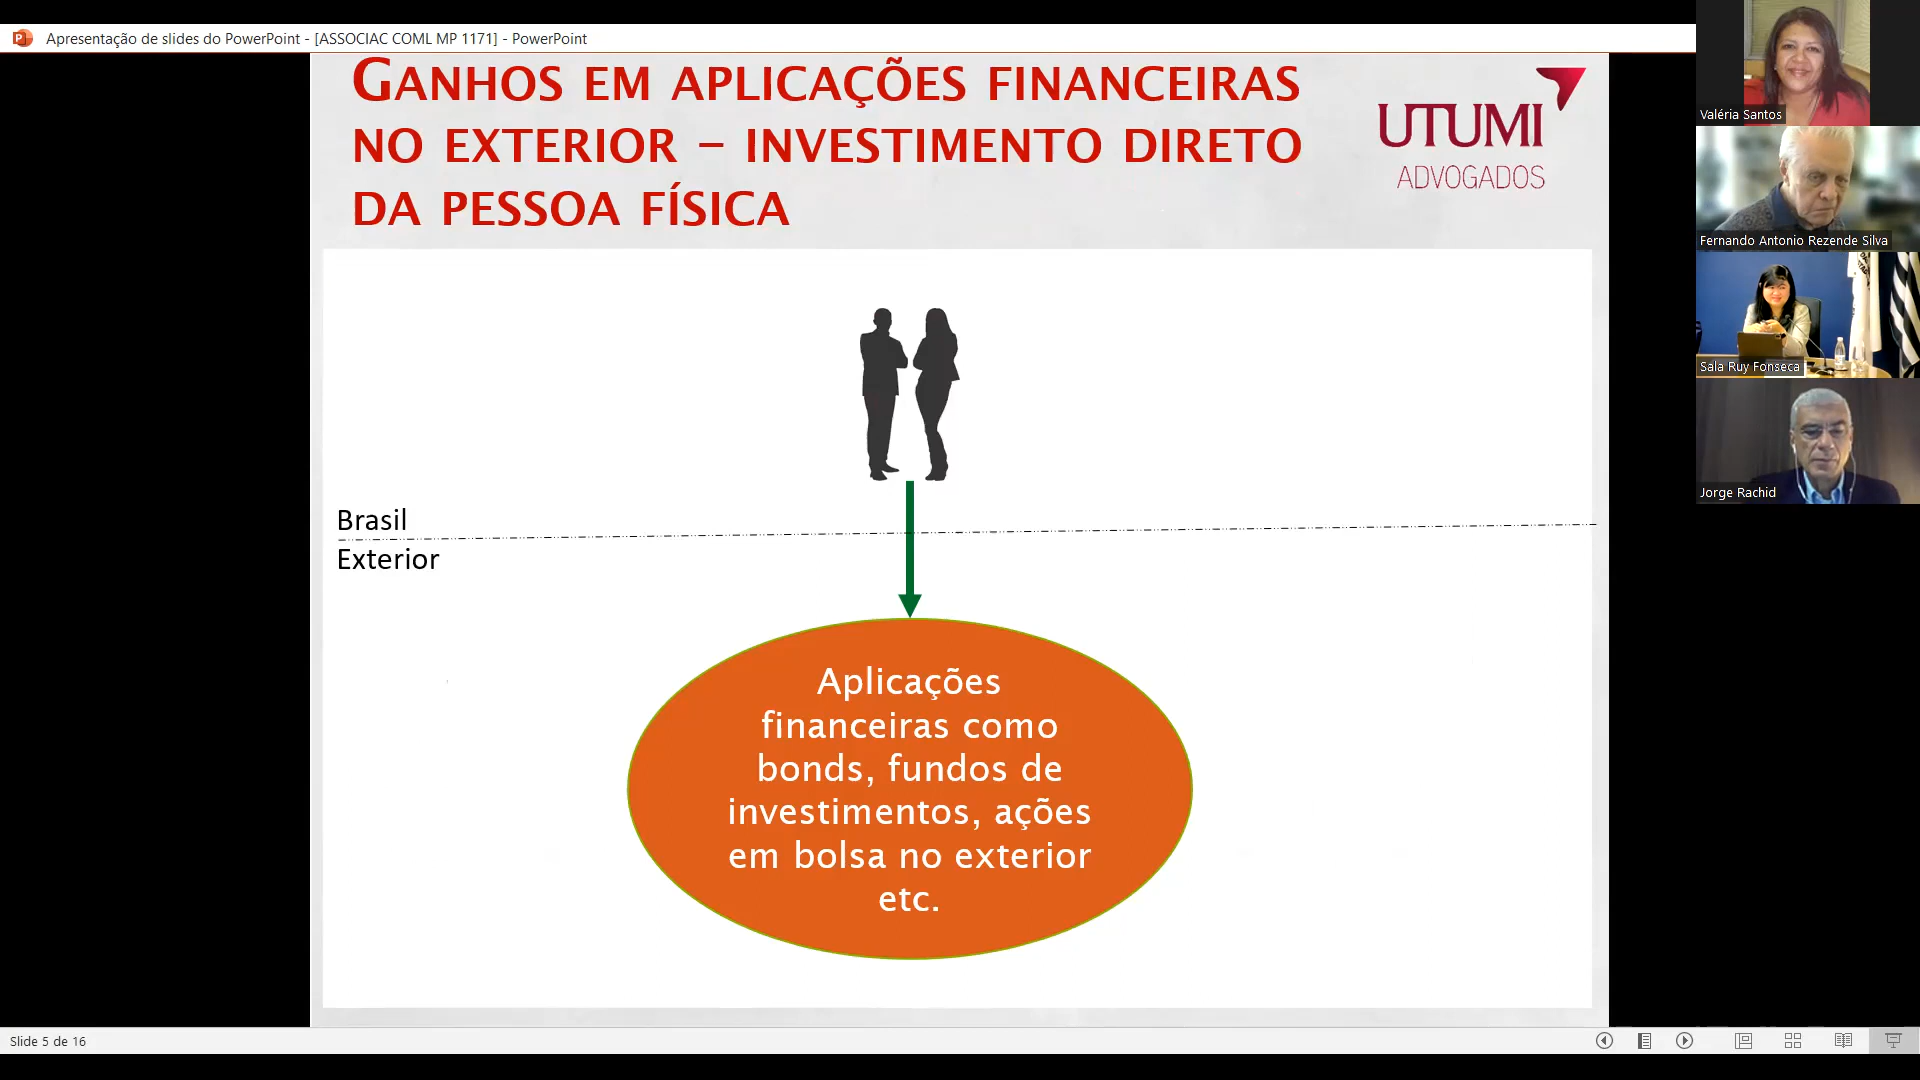 Apresentação de slides do PowerPoint - [ASSOCIAC COML MP 1171] - PowerPoint
GANHOS EM APLICAÇÕES FINANCEIRAS
NO EXTERIOR – INVESTIMENTO DIRETO
DA PESSOA FÍSICA
UTUMI
ADVOGADOS
Valéria Santos
Fernando Antonio Rezende Silva
Sala Ruy Fonseca
Jorge Rachid
Brasil
Exterior
Aplicações
financeiras como
bonds, fundos de
investimentos, ações
em bolsa no exterior
etc.
Slide 5 de 16